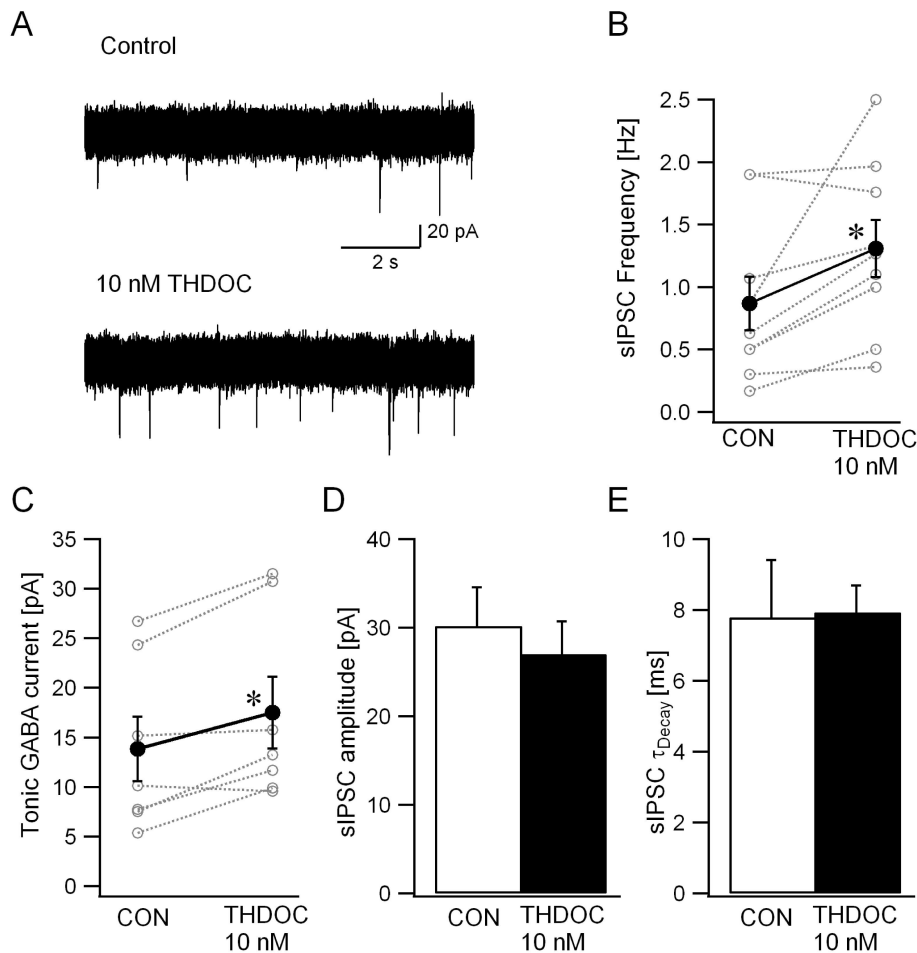 A
Control
20 pA
2 s
10 nM THDOC
B
sIPSC Frequency [Hz]
2.5
2.0
1.5
1.0
0.5
0.0
*
CON
THDOC
10 nM
C
Tonic GABA current [pA]
35
30
25
20
15
10
5
0
*
CON
THDOC
10 nM
D
sIPSC amplitude [pA]
40
30
20
10
0
CON
THDOC
10 nM
E
sIPSC τDecay [ms]
10
8
6
4
2
0
CON
THDOC
10 nM